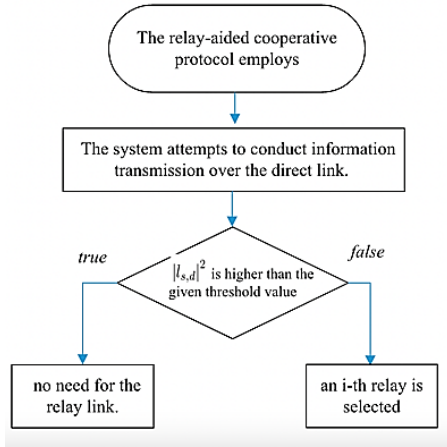 The relay-aided cooperative
protocol employs
The system attempts to conduct information
transmission over the direct link.
true
false
|l_{s,d}|^2 is higher than the
given threshold value
no need for the
relay link.
an i-th relay is
selected